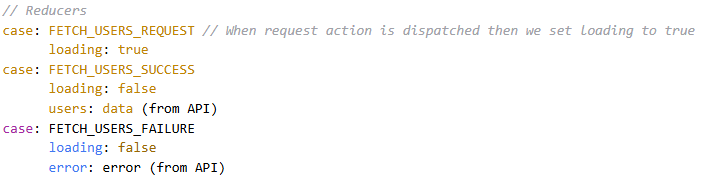 // Reducers
case: FETCH_USERS_REQUEST // When request action is dispatched then we set loading to true
      loading: true
case: FETCH_USERS_SUCCESS
      loading: false
      users: data (from API)
case: FETCH_USERS_FAILURE
      loading: false
      error: error (from API)